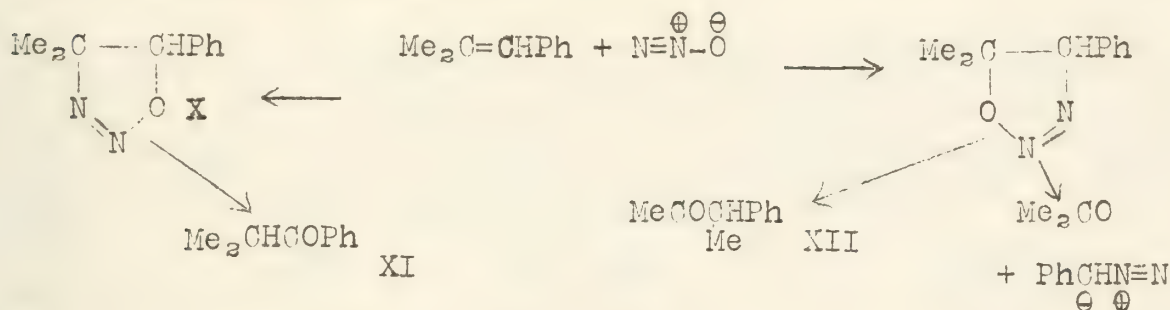 Me₂C — CHPh
N=N
O X
Me₂C=CHPh + N≡N⊕-O⊖
Me₂C — CHPh
O N=N
Me₂CHCOPh
XI
MeCOCHPh
Me XII
Me₂CO
+ PhCHN≡N
⊖ ⊕